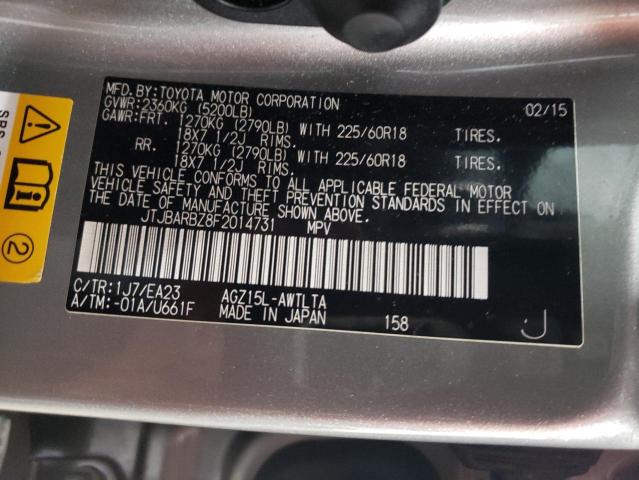 MFD.BY:TOYOTA MOTOR CORPORATION 02/15
GVWR:2360KG (5200LB)
GAWR:FRT. 1270KG (2790LB) WITH 225/60R18 TIRES.
18X7 1/2J RIMS.
RR. 1270KG (2790LB) WITH 225/60R18 TIRES.
18X7 1/2J RIMS.
THIS VEHICLE CONFORMS TO ALL APPLICABLE FEDERAL MOTOR
VEHICLE SAFETY AND THEFT PREVENTION STANDARDS IN EFFECT ON
THE DATE OF MANUFACTURE SHOWN ABOVE.
JTJBARBZ8F2014731 MPV
C/TR:1J7/EA23 AGZ15L-AWTLTA
A/TM:-01A/U661F MADE IN JAPAN 158 J
2